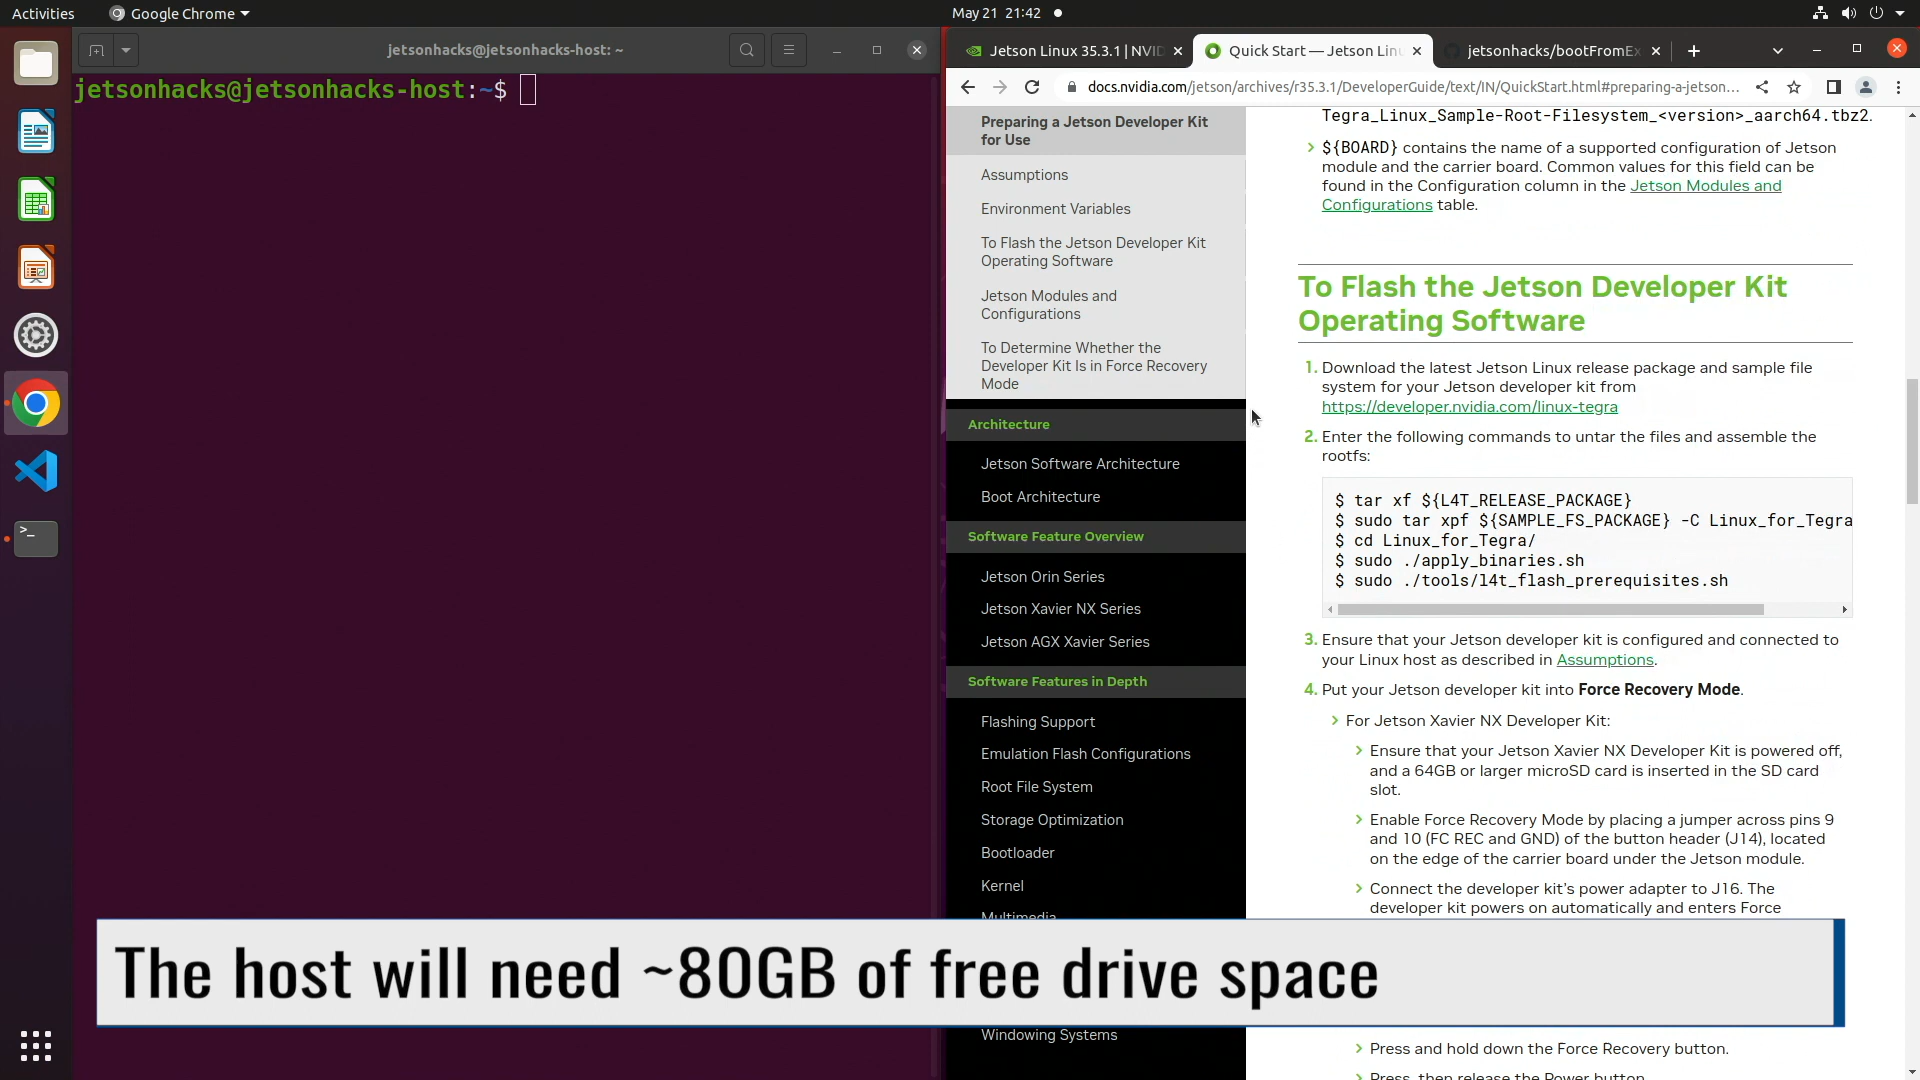 Activities
Google Chrome
May 21 21:42
jetsonhacks@jetsonhacks-host: ~
jetsonhacks@jetsonhacks-host:~$
Jetson Linux 35.3.1 | NVID
Quick Start — Jetson Lin
jetsonhacks/bootFromEx
docs.nvidia.com/jetson/archives/r35.3.1/DeveloperGuide/text/IN/QuickStart.html#preparing-a-jetson...
Preparing a Jetson Developer Kit
for Use
Assumptions
Environment Variables
To Flash the Jetson Developer Kit
Operating Software
Jetson Modules and
Configurations
To Determine Whether the
Developer Kit Is in Force Recovery
Mode
Architecture
Jetson Software Architecture
Boot Architecture
Software Feature Overview
Jetson Orin Series
Jetson Xavier NX Series
Jetson AGX Xavier Series
Software Features in Depth
Flashing Support
Emulation Flash Configurations
Root File System
Storage Optimization
Bootloader
Kernel
Multimedia
Windowing Systems
Tegra_Linux_Sample-Root-Filesystem_<version>_aarch64.tbz2.
${BOARD} contains the name of a supported configuration of Jetson
module and the carrier board. Common values for this field can be
found in the Configuration column in the Jetson Modules and
Configurations table.
To Flash the Jetson Developer Kit
Operating Software
1. Download the latest Jetson Linux release package and sample file
system for your Jetson developer kit from
https://developer.nvidia.com/linux-tegra
2. Enter the following commands to untar the files and assemble the
rootfs:
$ tar xf ${L4T_RELEASE_PACKAGE}
$ sudo tar xpf ${SAMPLE_FS_PACKAGE} -C Linux_for_Tegra
$ cd Linux_for_Tegra/
$ sudo ./apply_binaries.sh
$ sudo ./tools/l4t_flash_prerequisites.sh
3. Ensure that your Jetson developer kit is configured and connected to
your Linux host as described in Assumptions.
4. Put your Jetson developer kit into Force Recovery Mode.
For Jetson Xavier NX Developer Kit:
Ensure that your Jetson Xavier NX Developer Kit is powered off,
and a 64GB or larger microSD card is inserted in the SD card
slot.
Enable Force Recovery Mode by placing a jumper across pins 9
and 10 (FC REC and GND) of the button header (J14), located
on the edge of the carrier board under the Jetson module.
Connect the developer kit's power adapter to J16. The
developer kit powers on automatically and enters Force
Press and hold down the Force Recovery button.
Press, then release the Power button.
The host will need ~80GB of free drive space